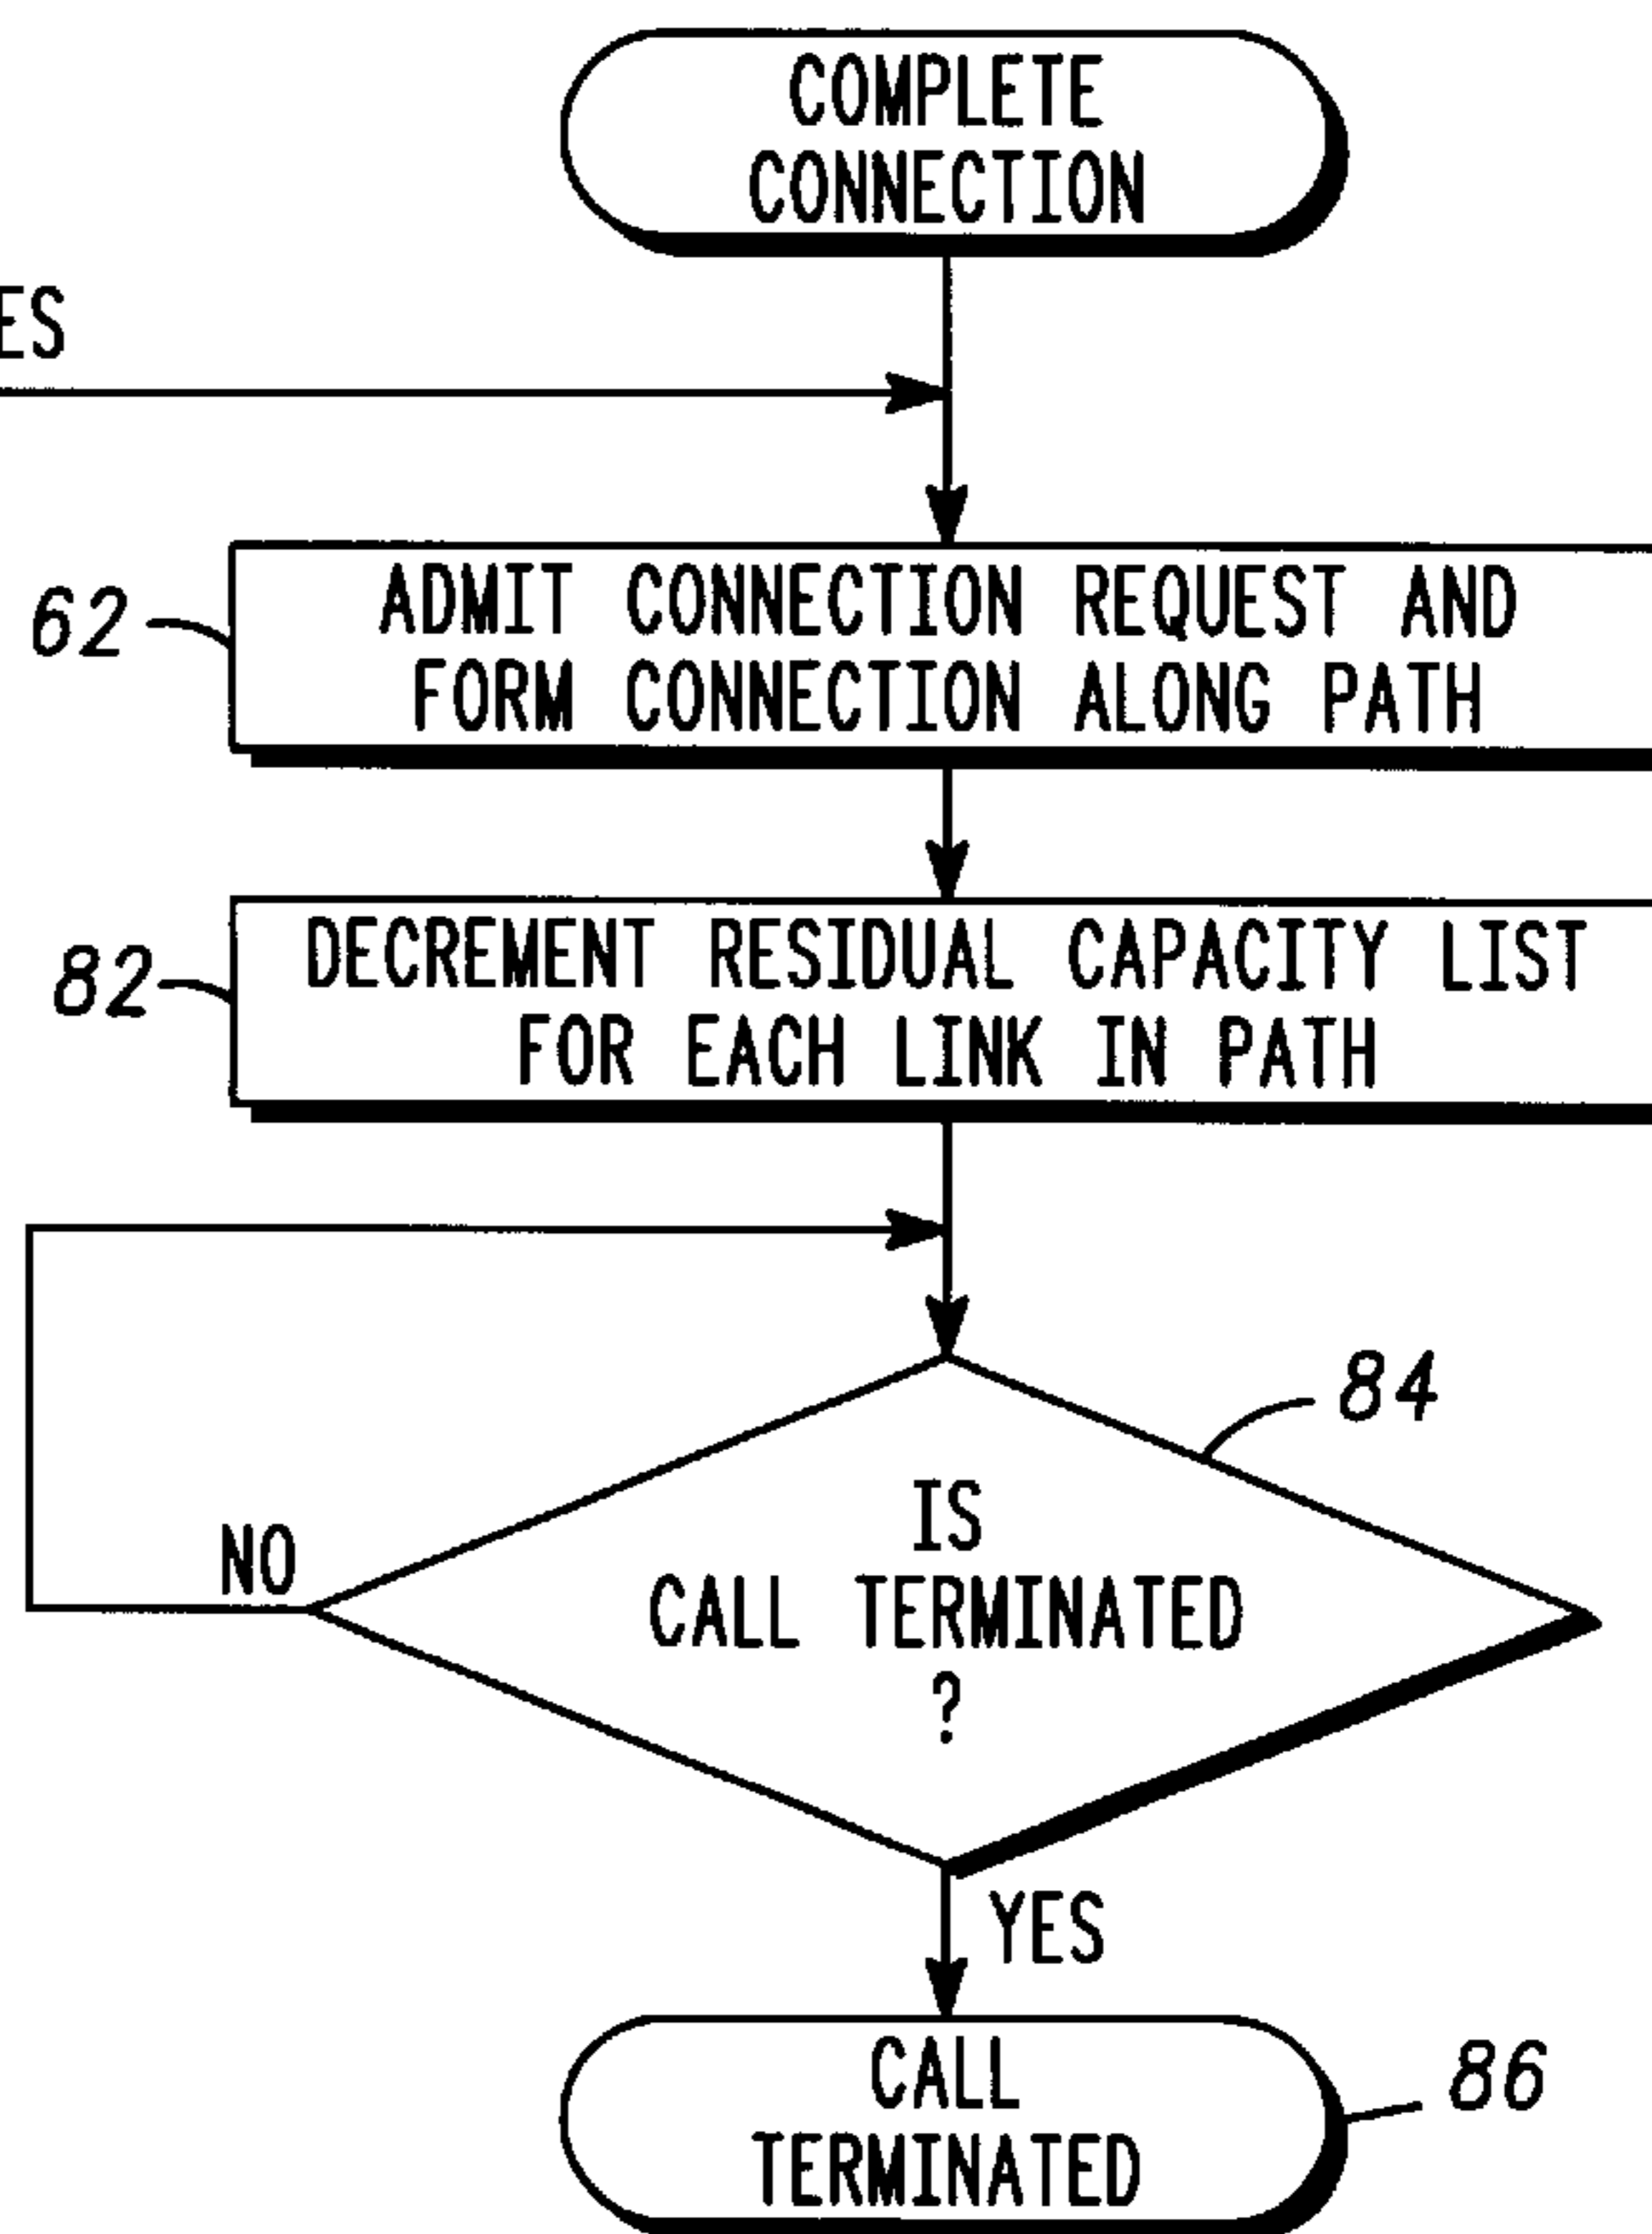 COMPLETE
CONNECTION
ES
62
ADMIT CONNECTION REQUEST AND
FORM CONNECTION ALONG PATH
82
DECREMENT RESIDUAL CAPACITY LIST
FOR EACH LINK IN PATH
84
IS
CALL TERMINATED
?
NO
YES
CALL
TERMINATED
86